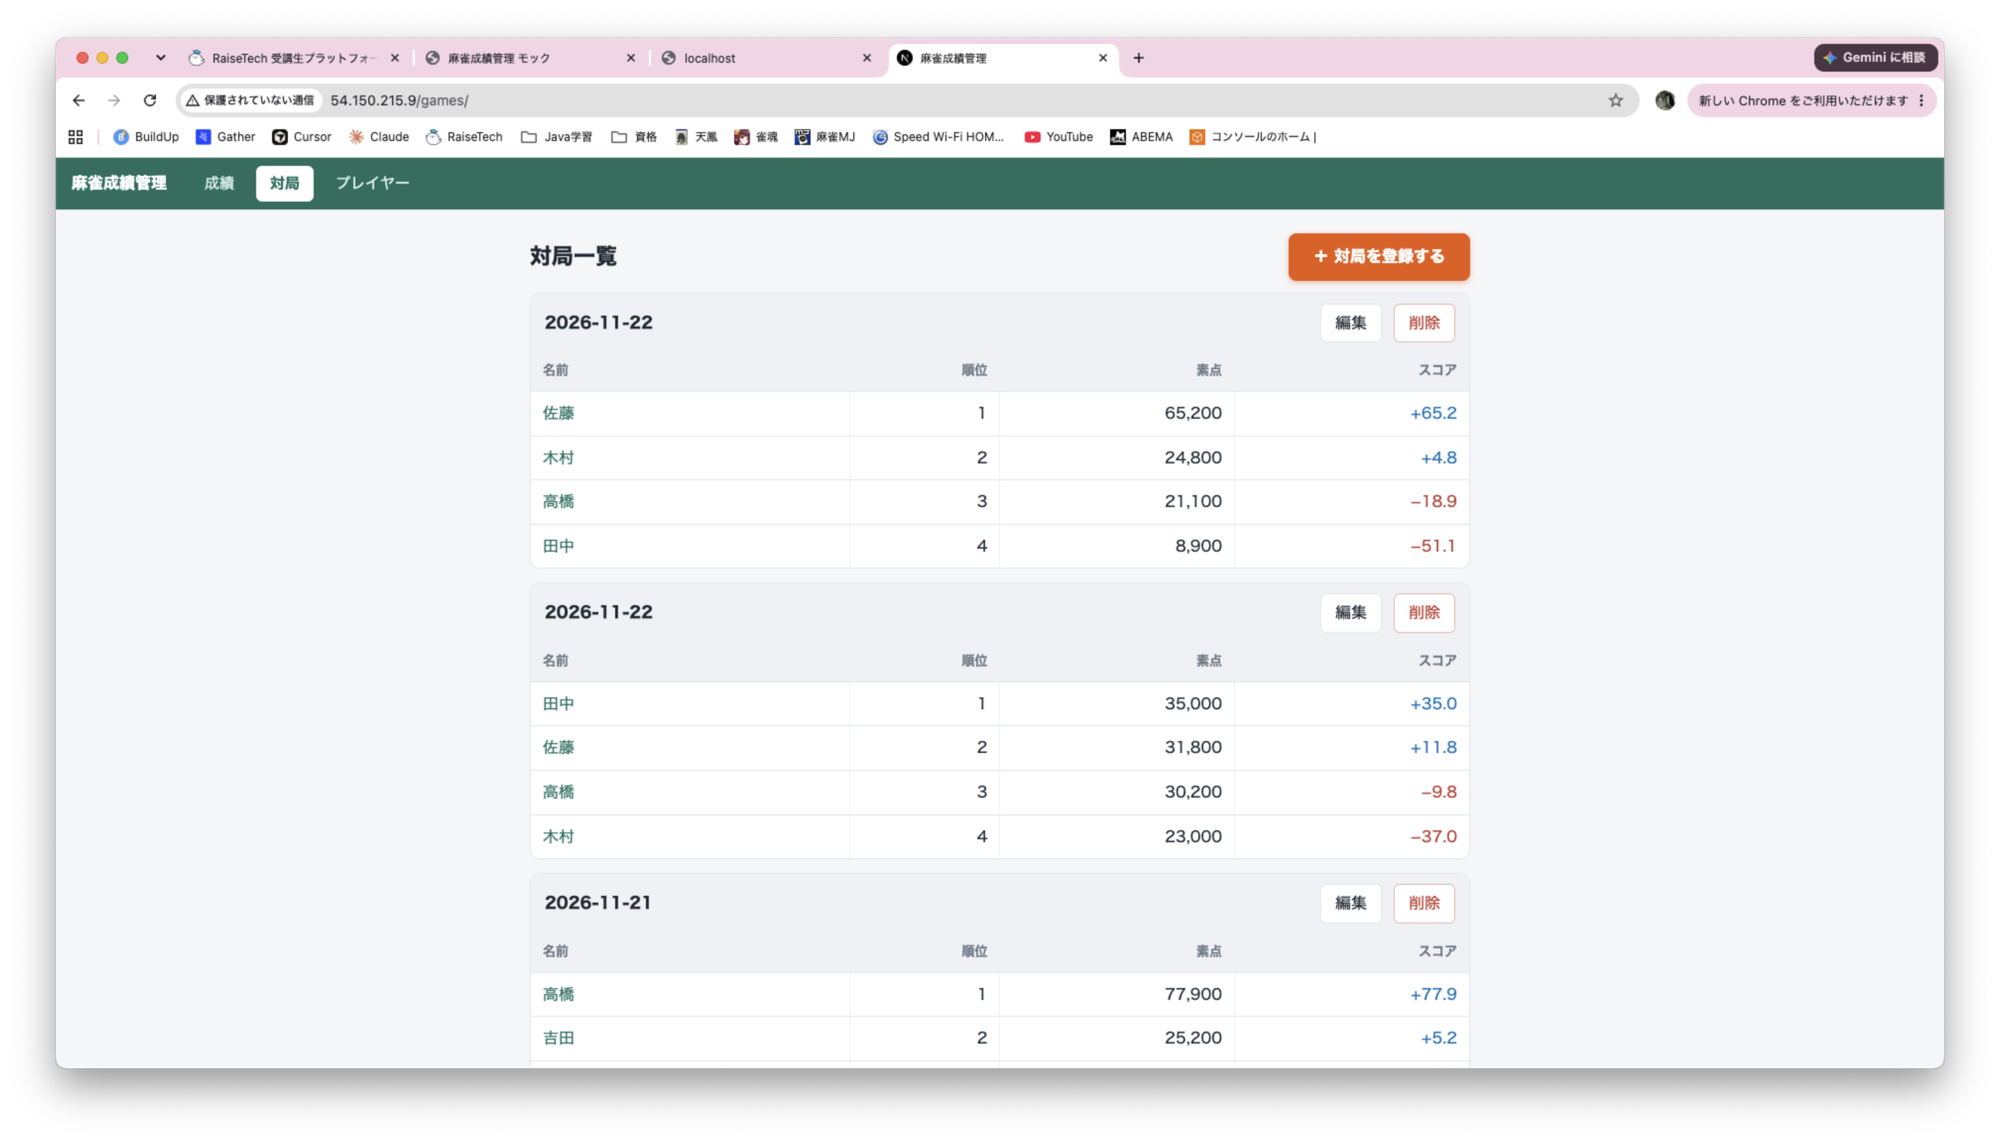 RaiseTech 受講生プラットフォー
麻雀成績管理 モック
localhost
麻雀成績管理
Gemini に相談
保護されていない通信
54.150.215.9/games/
新しい Chrome をご利用いただけます
BuildUp
Gather
Cursor
Claude
RaiseTech
Java学習
資格
天鳳
雀魂
麻雀MJ
Speed Wi-Fi HOM...
YouTube
ABEMA
コンソールのホーム |
麻雀成績管理 成績 対局 プレイヤー
対局一覧
+ 対局を登録する
2026-11-22 編集 削除
名前 順位 素点 スコア
佐藤 1 65,200 +65.2
木村 2 24,800 +4.8
高橋 3 21,100 −18.9
田中 4 8,900 −51.1
2026-11-22 編集 削除
名前 順位 素点 スコア
田中 1 35,000 +35.0
佐藤 2 31,800 +11.8
高橋 3 30,200 −9.8
木村 4 23,000 −37.0
2026-11-21 編集 削除
名前 順位 素点 スコア
高橋 1 77,900 +77.9
吉田 2 25,200 +5.2